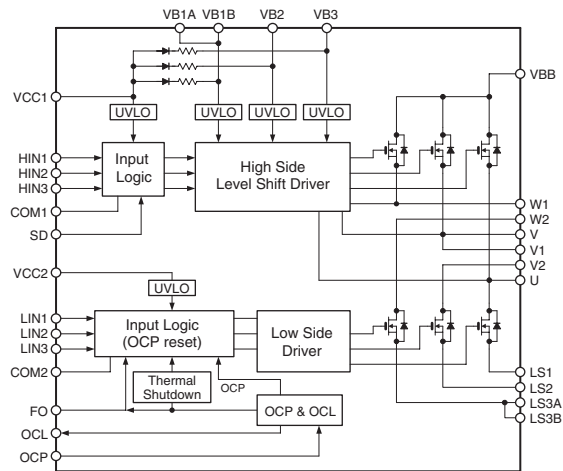 VB1A VB1B VB2 VB3
VBB
VCC1
UVLO UVLO UVLO UVLO
HIN1
HIN2
HIN3
Input
Logic
High Side
Level Shift Driver
COM1
SD
W1
W2
V
V1
V2
U
VCC2
UVLO
LIN1
LIN2
LIN3
Input Logic
(OCP reset)
Low Side
Driver
COM2
Thermal
Shutdown
OCP
OCP & OCL
FO
OCL
OCP
LS1
LS2
LS3A
LS3B